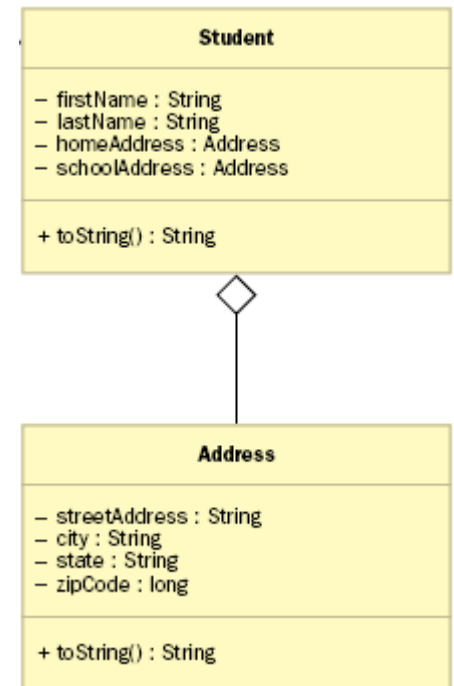 Student
– firstName : String
– lastName : String
– homeAddress : Address
– schoolAddress : Address
+ toString() : String
Address
– streetAddress : String
– city : String
– state : String
– zipCode : long
+ toString() : String